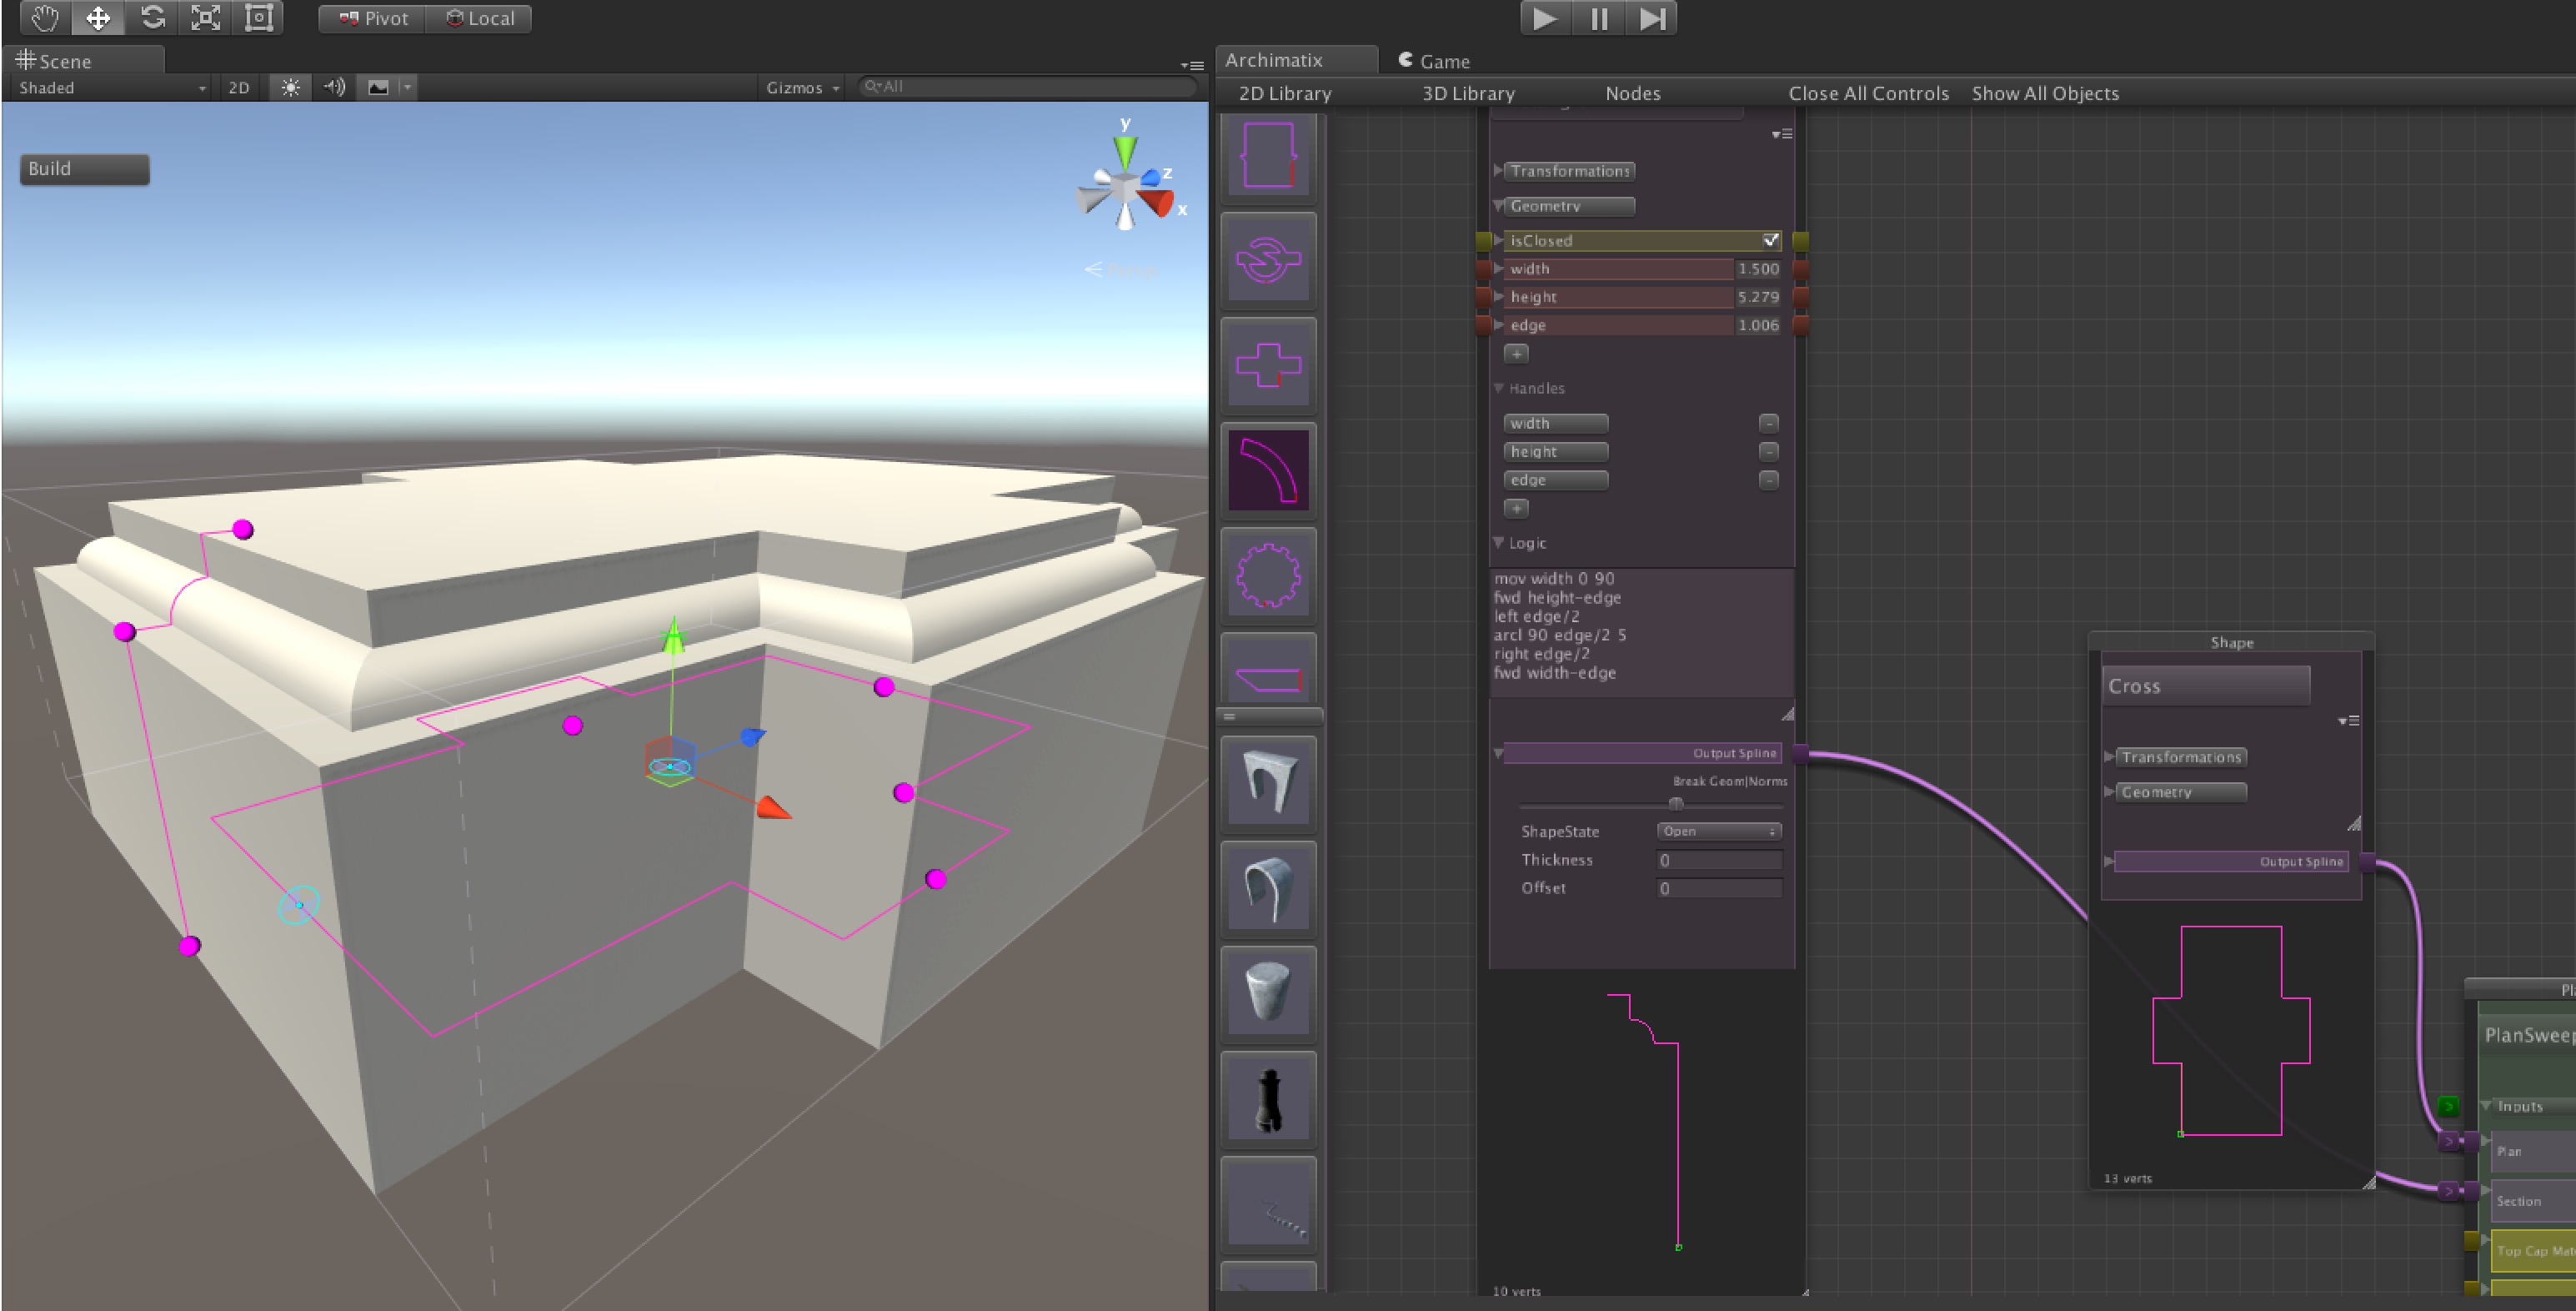 Pivot
Local
Scene
Shaded
2D
Gizmos
All
Build
y
z
x
Archimatix
Game
2D Library
3D Library
Nodes
Close All Controls
Show All Objects
Transformations
Geometry
isClosed
width 1.500
height 5.279
edge 1.006
+
Handles
width -
height -
edge -
+
Logic
mov width 0 90
fwd height-edge
left edge/2
arcl 90 edge/2 5
right edge/2
fwd width-edge
Output Spline
Break Geom|Norms
ShapeState Open
Thickness 0
Offset 0
10 verts
Shape
Cross
Transformations
Geometry
Output Spline
13 verts
PlanSweep
> Inputs
> Plan
> Section
Top Cap Mat